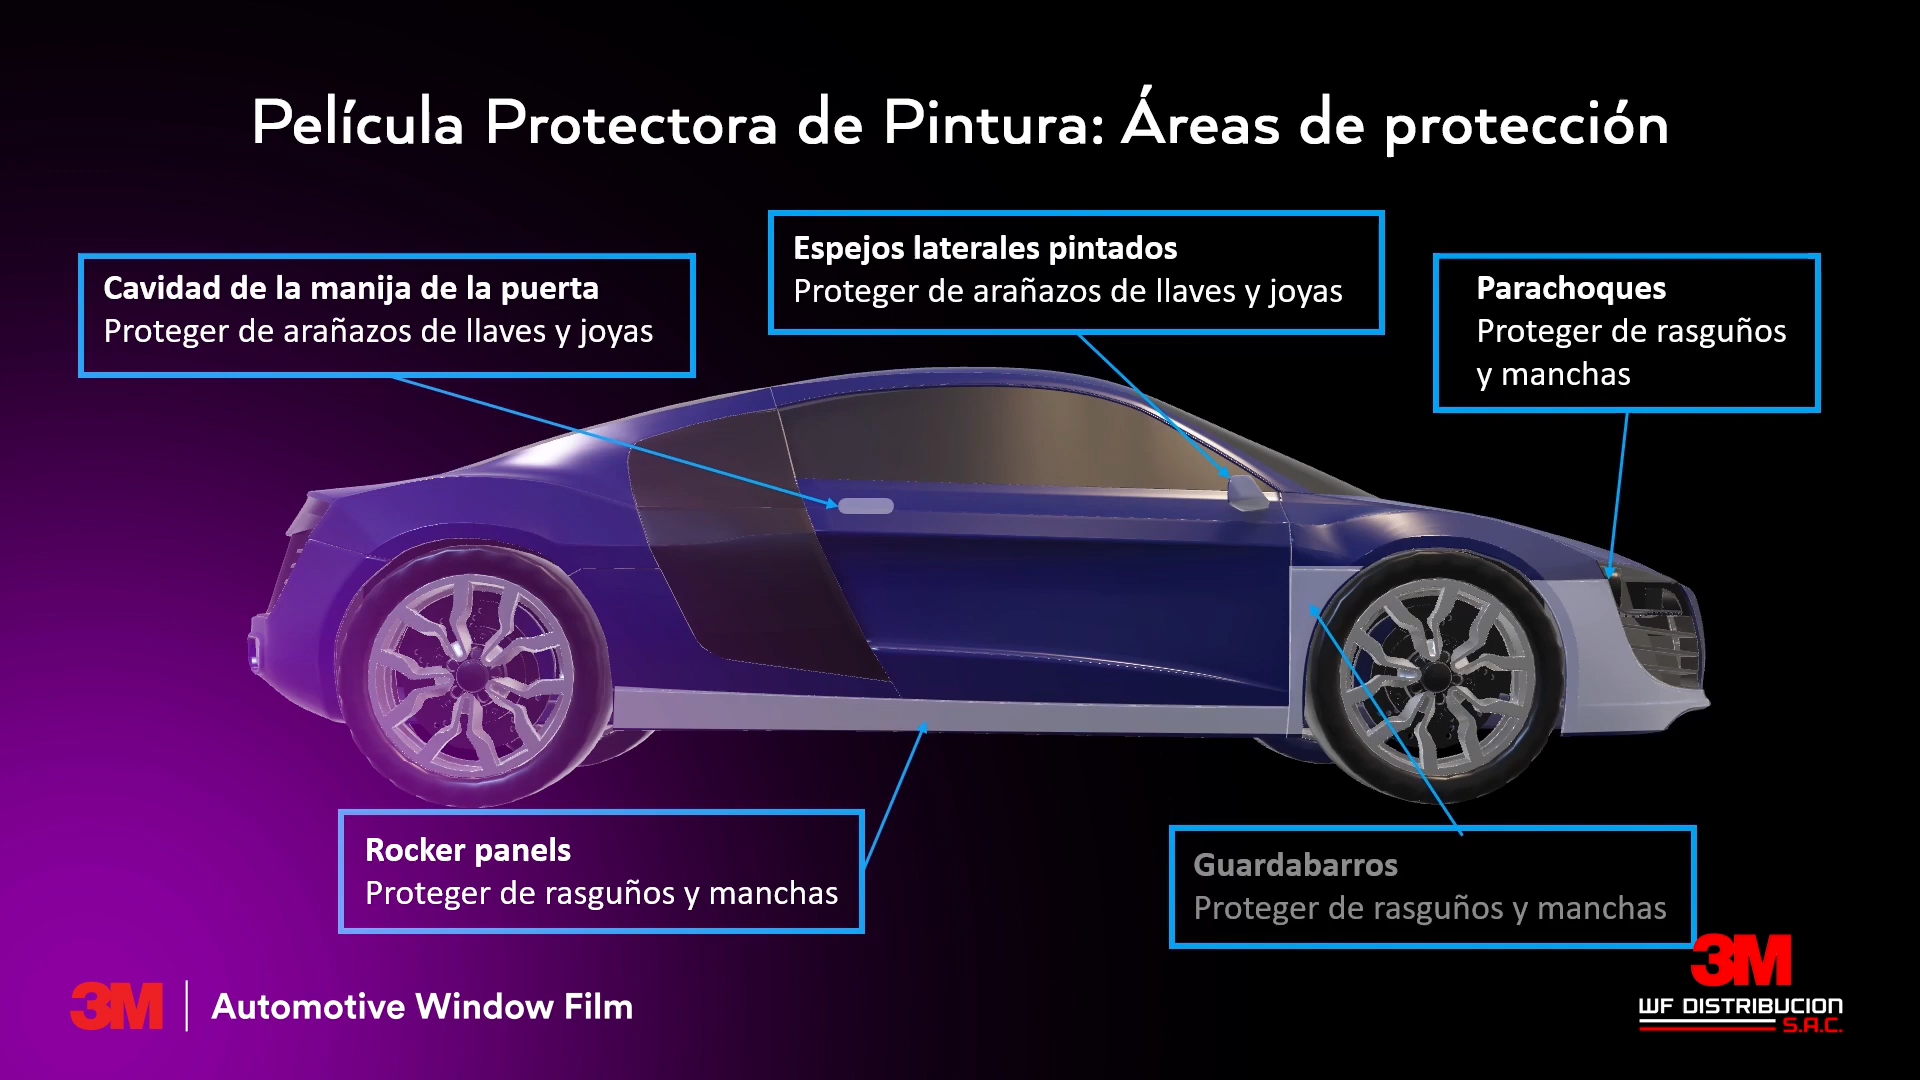 Película Protectora de Pintura: Áreas de protección
Cavidad de la manija de la puerta
Proteger de arañazos de llaves y joyas
Espejos laterales pintados
Proteger de arañazos de llaves y joyas
Parachoques
Proteger de rasguños
y manchas
Rocker panels
Proteger de rasguños y manchas
Guardabarros
Proteger de rasguños y manchas
3M Automotive Window Film
3M
WF DISTRIBUCION
S.A.C.